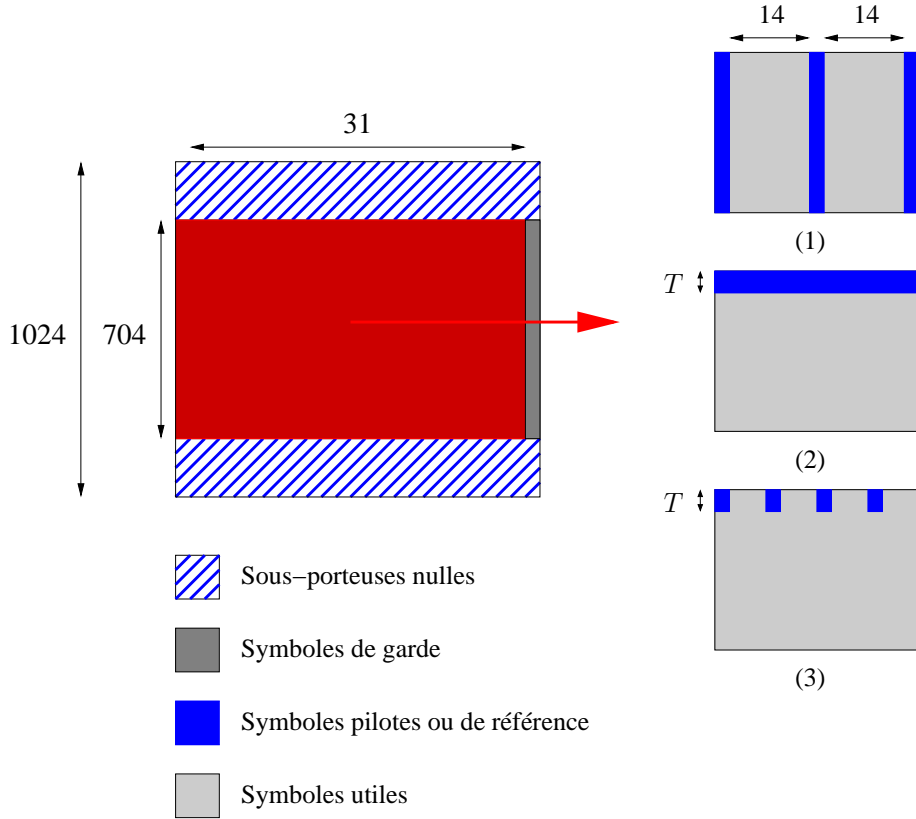 14 14
31
(1)
T
1024
704
(2)
T
(3)
Sous−porteuses nulles
Symboles de garde
Symboles pilotes ou de référence
Symboles utiles